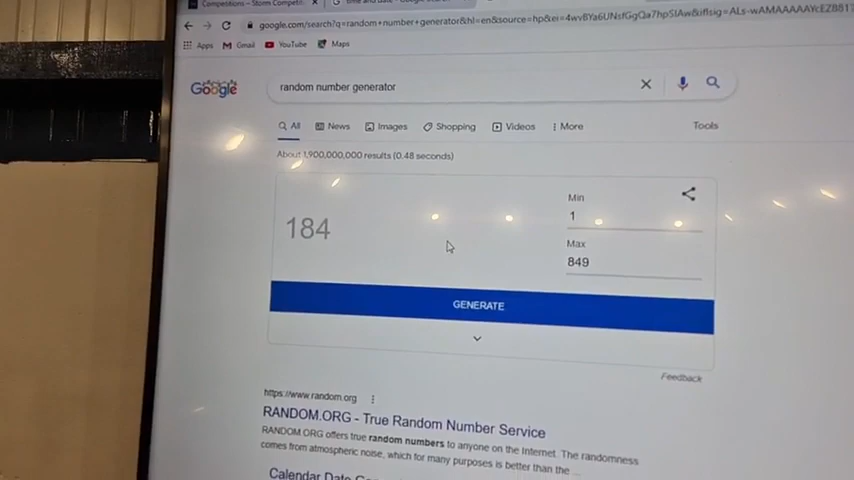 Competitions – Storm Competi
google.com/search?q=random+number+generator&hl=en&source=hp&ei=
Apps Gmail YouTube Maps
Google
random number generator
All News Images Shopping Videos More Tools
About 1,900,000,000 results (0.48 seconds)
184
Min
1
Max
849
GENERATE
Feedback
https://www.random.org
RANDOM.ORG - True Random Number Service
RANDOM.ORG offers true random numbers to anyone on the Internet. The randomness
comes from atmospheric noise, which for many purposes is better than the ...
Calendar Date